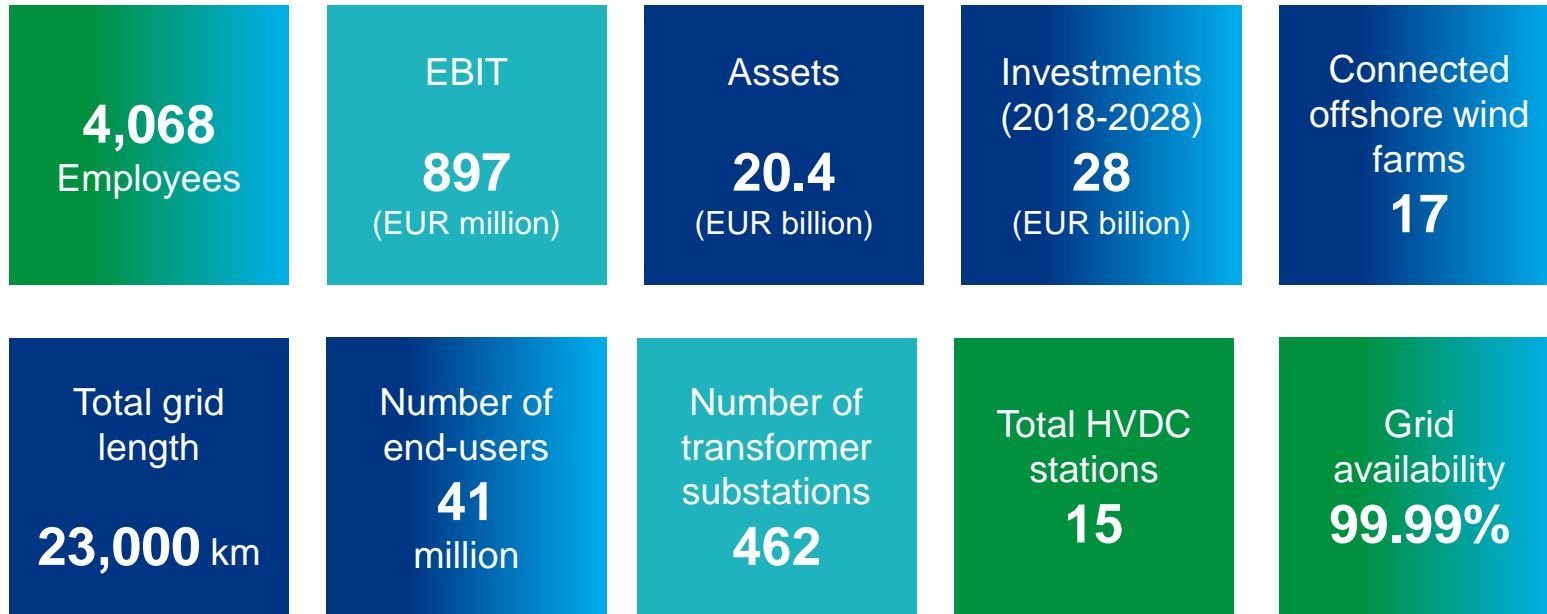 4,068
Employees
EBIT
897
(EUR million)
Assets
20.4
(EUR billion)
Investments
(2018-2028)
28
(EUR billion)
Connected
offshore wind
farms
17
Total grid
length
23,000 km
Number of
end-users
41
million
Number of
transformer
substations
462
Total HVDC
stations
15
Grid
availability
99.99%